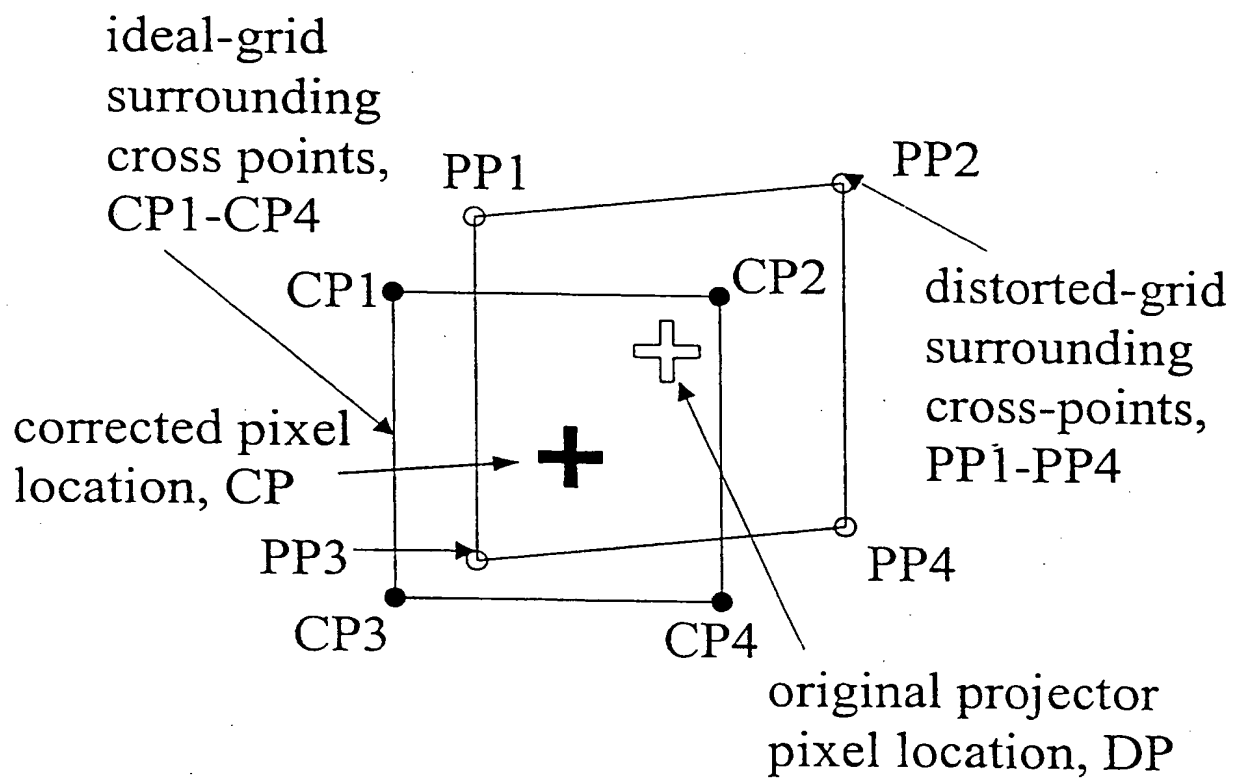 ideal-grid
surrounding
cross points,
CP1-CP4
PP1
PP2
CP1
CP2
distorted-grid
surrounding
cross-points,
PP1-PP4
corrected pixel
location, CP
PP3
PP4
CP3
CP4
original projector
pixel location, DP